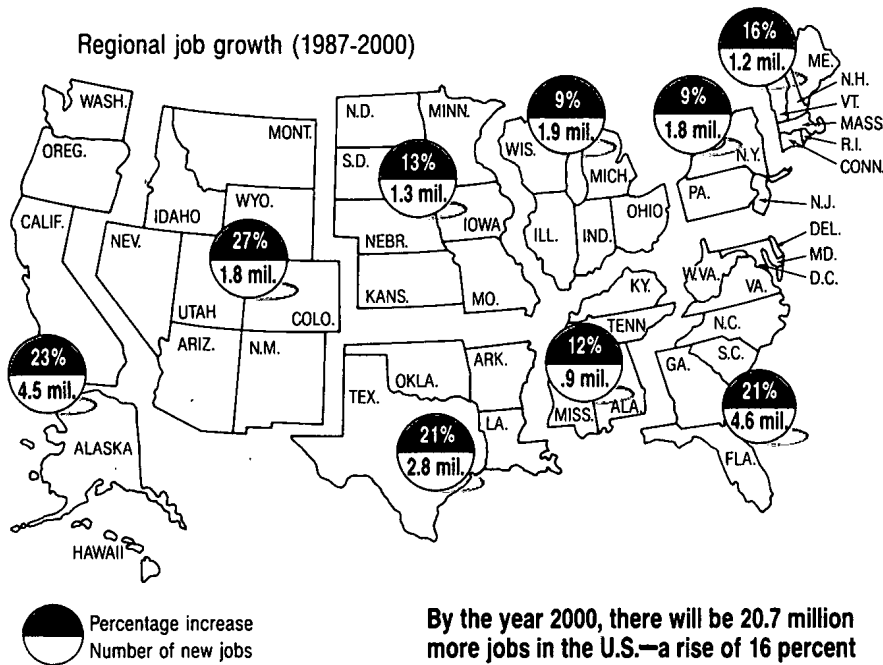 Regional job growth (1987-2000)
16%
1.2 mil.
ME.
N.H.
VT.
MASS
R.I.
CONN.
WASH.
OREG.
CALIF.
NEV.
IDAHO
MONT.
WYO.
27%
1.8 mil.
UTAH
COLO.
ARIZ.
N.M.
23%
4.5 mil.
ALASKA
HAWAII
N.D.
MINN.
S.D.
13%
1.3 mil.
NEBR.
IOWA
KANS.
MO.
9%
1.9 mil.
WIS.
MICH.
ILL.
IND.
OHIO
9%
1.8 mil.
N.Y.
PA.
N.J.
DEL.
MD.
D.C.
W.VA.
VA.
N.C.
S.C.
GA.
21%
4.6 mil.
FLA.
KY.
TENN.
12%
.9 mil.
MISS.
ALA.
TEX.
OKLA.
ARK.
LA.
21%
2.8 mil.
Percentage increase
Number of new jobs
By the year 2000, there will be 20.7 million
more jobs in the U.S.—a rise of 16 percent